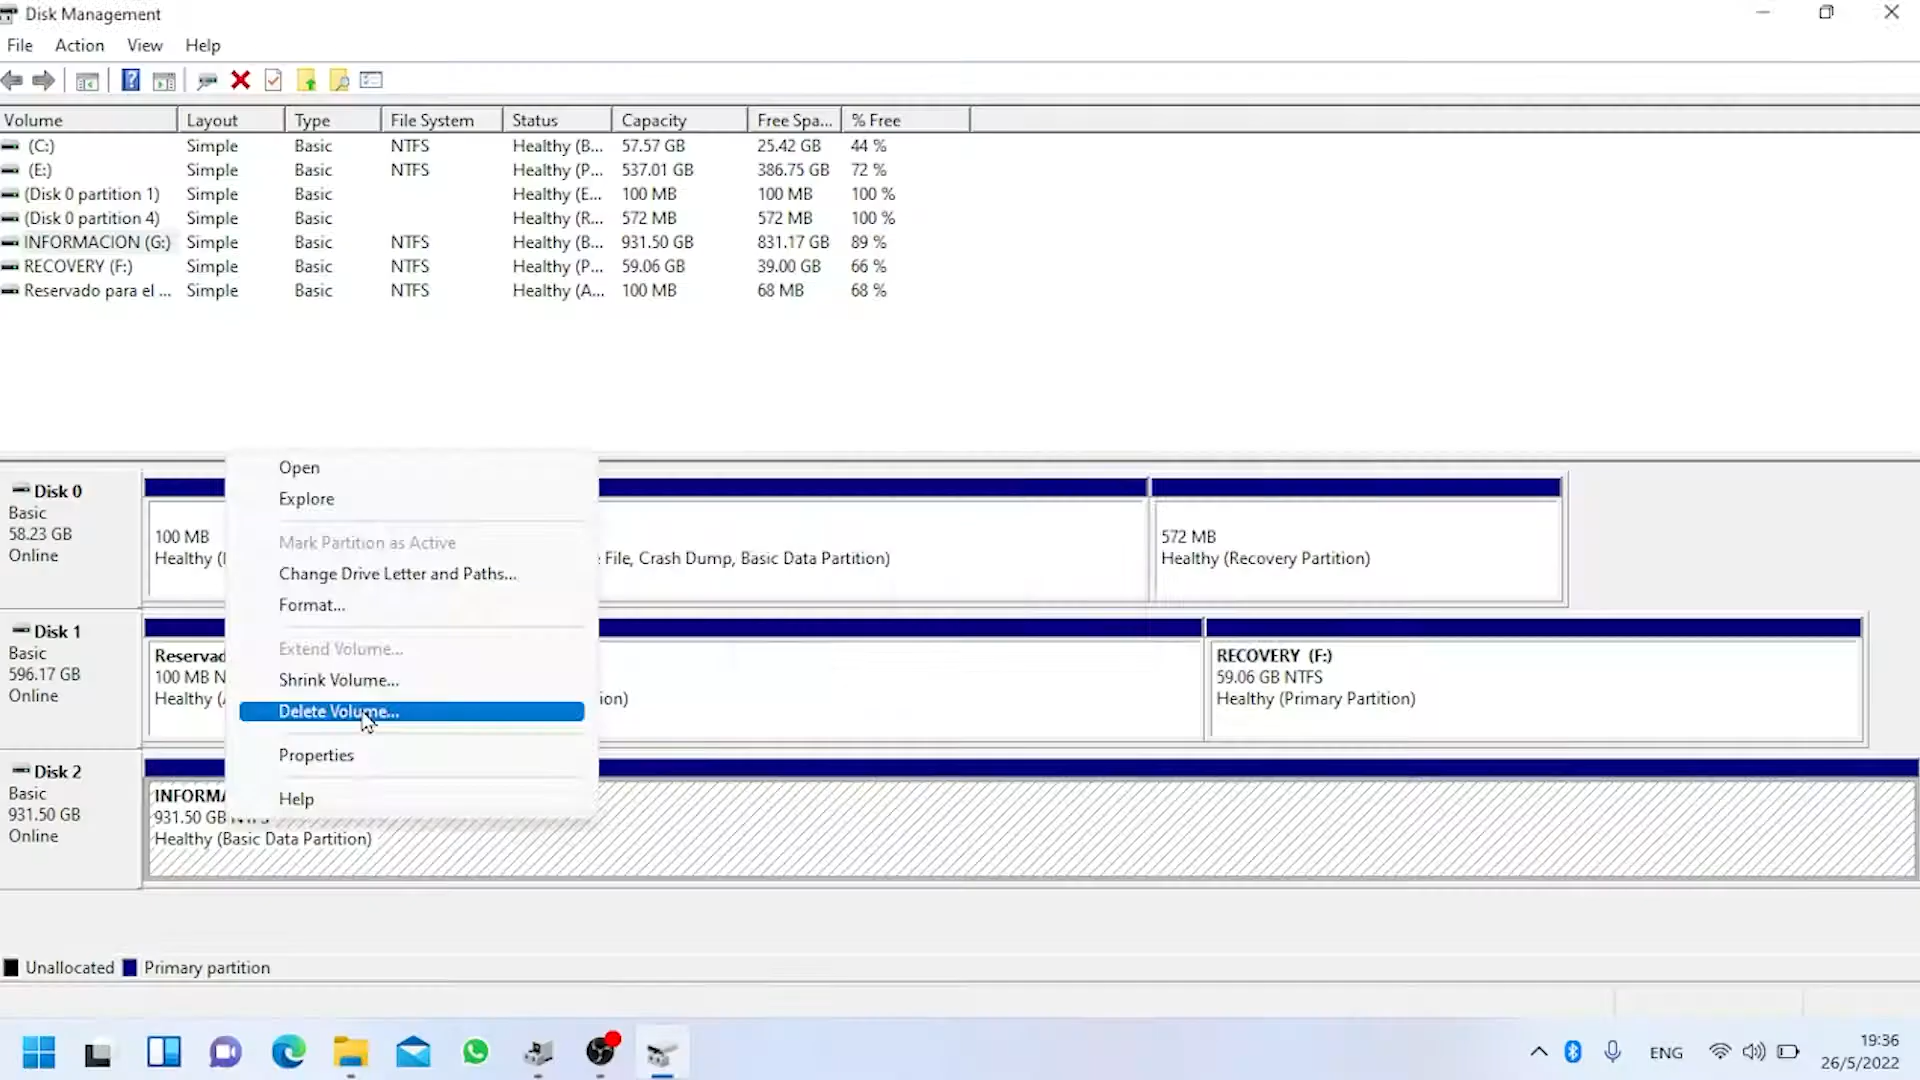 Disk Management
File Action View Help
Volume Layout Type File System Status Capacity Free Spa... % Free
(C:) Simple Basic NTFS Healthy (B... 57.57 GB 25.42 GB 44 %
(E:) Simple Basic NTFS Healthy (P... 537.01 GB 386.75 GB 72 %
(Disk 0 partition 1) Simple Basic Healthy (E... 100 MB 100 MB 100 %
(Disk 0 partition 4) Simple Basic Healthy (R... 572 MB 572 MB 100 %
INFORMACION (G:) Simple Basic NTFS Healthy (B... 931.50 GB 831.17 GB 89 %
RECOVERY (F:) Simple Basic NTFS Healthy (P... 59.06 GB 39.00 GB 66 %
Reservado para el ... Simple Basic NTFS Healthy (A... 100 MB 68 MB 68 %
Disk 0
Basic
58.23 GB
Online
100 MB
Healthy (
File, Crash Dump, Basic Data Partition)
572 MB
Healthy (Recovery Partition)
Open
Explore
Mark Partition as Active
Change Drive Letter and Paths...
Format...
Extend Volume...
Shrink Volume...
Delete Volume...
Properties
Help
Disk 1
Basic
596.17 GB
Online
Reservad
100 MB N
Healthy (
ion)
RECOVERY (F:)
59.06 GB NTFS
Healthy (Primary Partition)
Disk 2
Basic
931.50 GB
Online
INFORMA
931.50 GB
Healthy (Basic Data Partition)
Unallocated Primary partition
ENG
19:36
26/5/2022